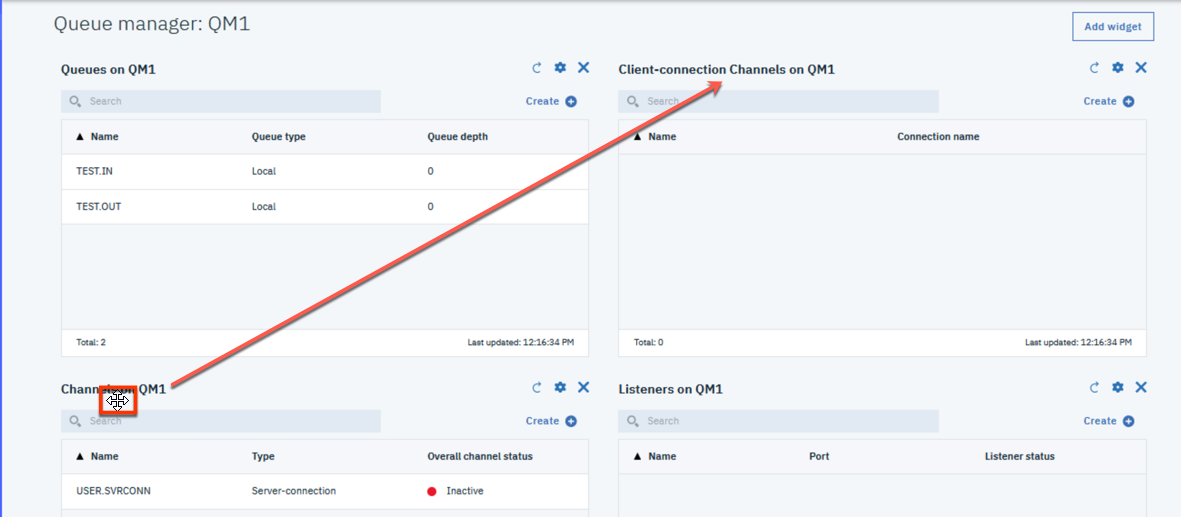 Queue manager: QM1
Add widget
Queues on QM1
Search
Create
Name Queue type Queue depth
TEST.IN Local 0
TEST.OUT Local 0
Total: 2 Last updated: 12:16:34 PM
Client-connection Channels on QM1
Search
Create
Name Connection name
Total: 0 Last updated: 12:16:34 PM
Channels on QM1
Search
Create
Name Type Overall channel status
USER.SVRCONN Server-connection Inactive
Listeners on QM1
Search
Create
Name Port Listener status